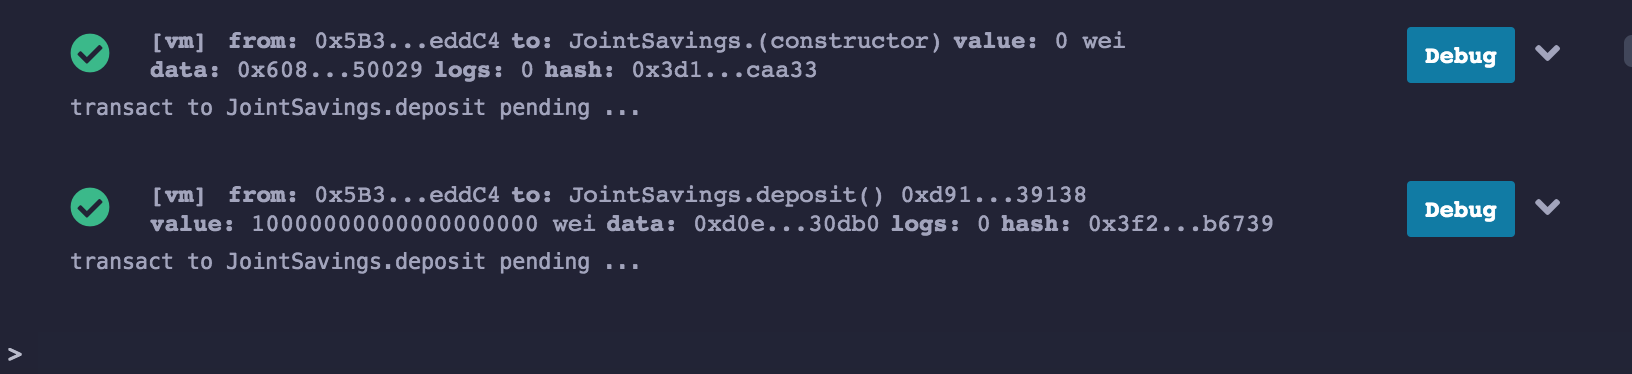 [vm] from: 0x5B3...eddC4 to: JointSavings.(constructor) value: 0 wei
data: 0x608...50029 logs: 0 hash: 0x3d1...caa33
Debug
transact to JointSavings.deposit pending ...
[vm] from: 0x5B3...eddC4 to: JointSavings.deposit() 0xd91...39138
value: 10000000000000000000 wei data: 0xd0e...30db0 logs: 0 hash: 0x3f2...b6739
Debug
transact to JointSavings.deposit pending ...
>